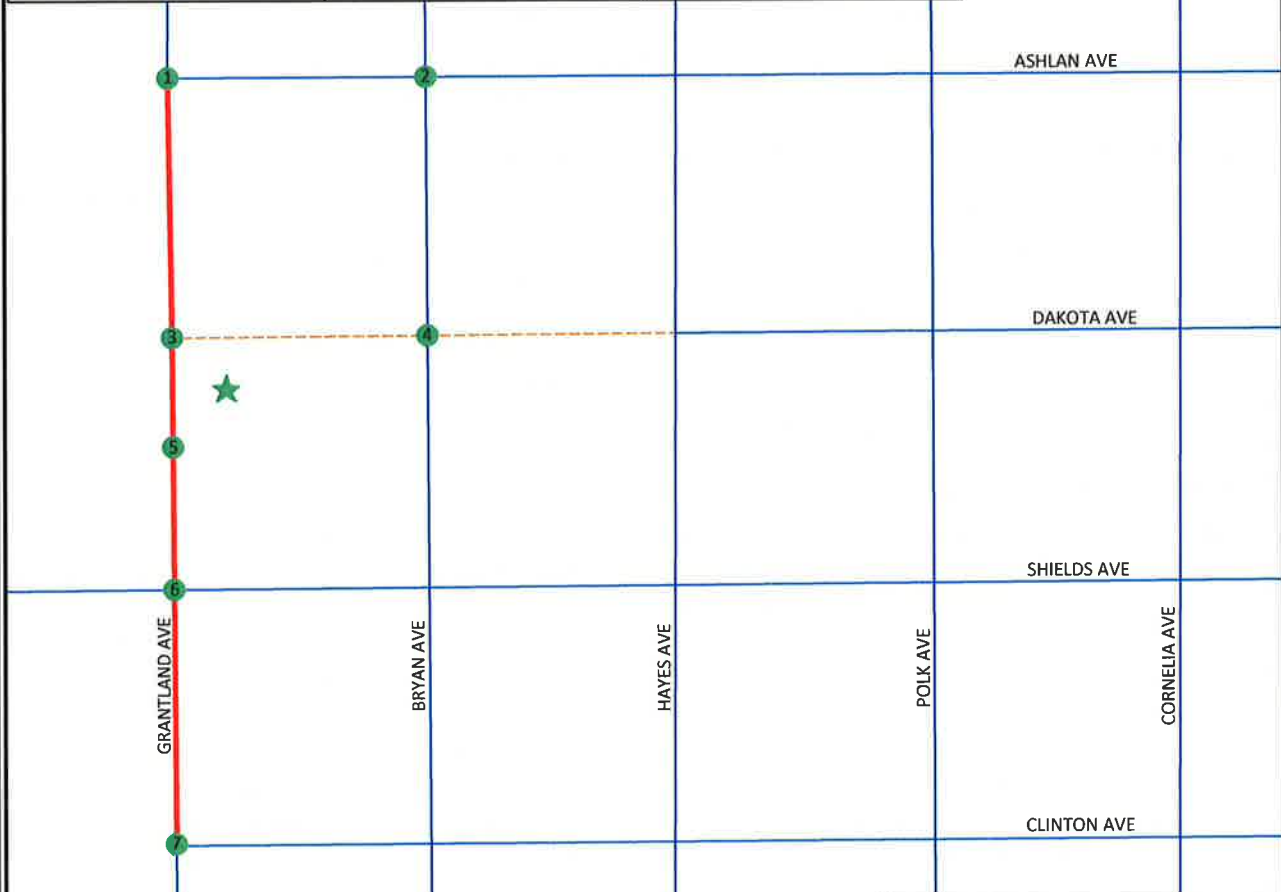 ASHLAN AVE
1
2
DAKOTA AVE
3
4
5
SHIELDS AVE
6
GRANTLAND AVE
BRYAN AVE
HAYES AVE
POLK AVE
CORNELIA AVE
CLINTON AVE
7